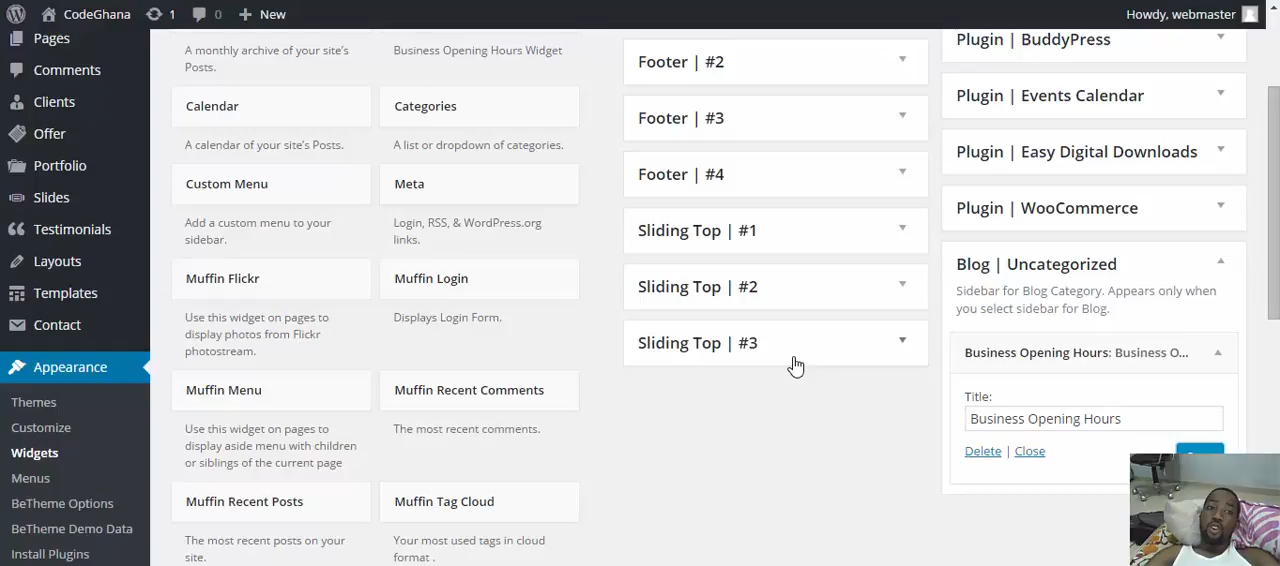 CodeGhana
1
0
New
Howdy, webmaster
Pages
Comments
Clients
Offer
Portfolio
Slides
Testimonials
Layouts
Templates
Contact
Appearance
Themes
Customize
Widgets
Menus
BeTheme Options
BeTheme Demo Data
Install Plugins
A monthly archive of your site's
Posts.
Business Opening Hours Widget
Calendar
Categories
A calendar of your site's Posts.
A list or dropdown of categories.
Custom Menu
Meta
Add a custom menu to your
sidebar.
Login, RSS, & WordPress.org
links.
Muffin Flickr
Muffin Login
Use this widget on pages to
display photos from Flickr
photostream.
Displays Login Form.
Muffin Menu
Muffin Recent Comments
Use this widget on pages to
display aside menu with children
or siblings of the current page
The most recent comments.
Muffin Recent Posts
Muffin Tag Cloud
The most recent posts on your
site.
Your most used tags in cloud
format .
Footer | #2
Footer | #3
Footer | #4
Sliding Top | #1
Sliding Top | #2
Sliding Top | #3
Plugin | BuddyPress
Plugin | Events Calendar
Plugin | Easy Digital Downloads
Plugin | WooCommerce
Blog | Uncategorized
Sidebar for Blog Category. Appears only when
you select sidebar for Blog.
Business Opening Hours: Business O...
Title:
Business Opening Hours
Delete | Close